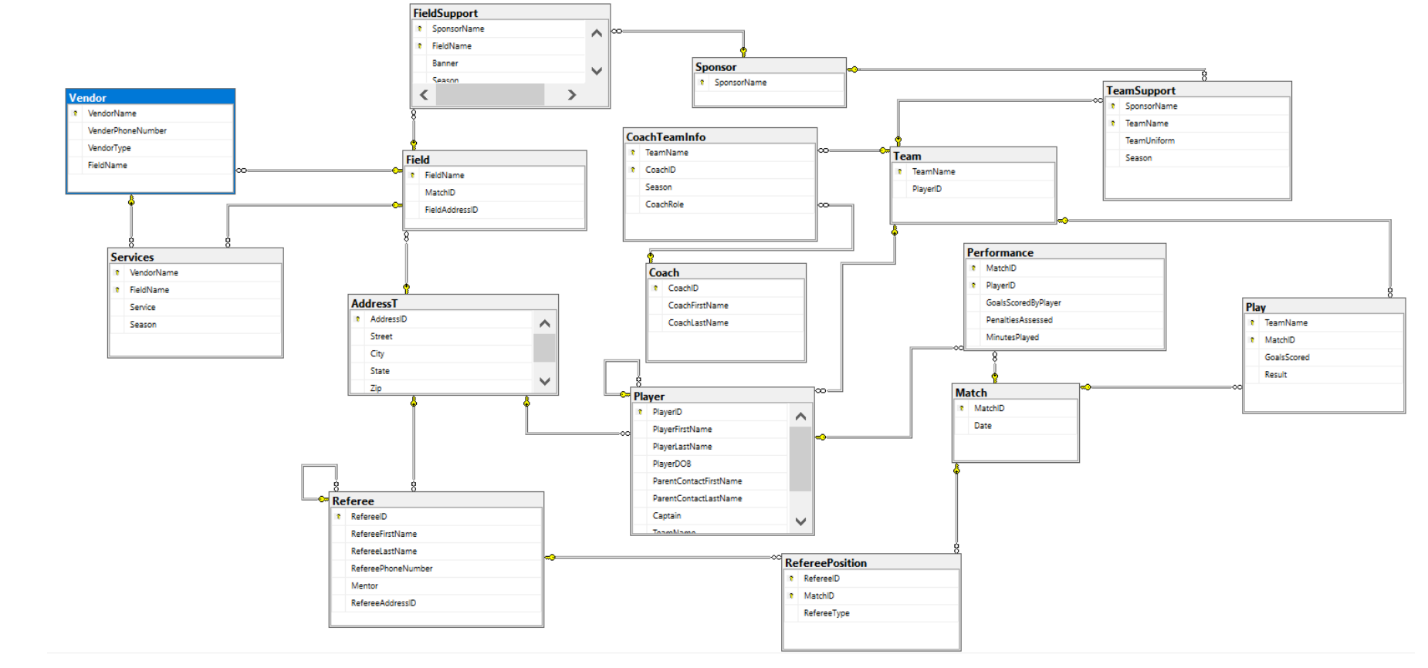 FieldSupport
SponsorName
FieldName
Banner
Season
Sponsor
SponsorName
Vendor
VendorName
VenderPhoneNumber
VendorType
FieldName
TeamSupport
SponsorName
TeamName
TeamUniform
Season
CoachTeamInfo
TeamName
CoachID
Season
CoachRole
Team
TeamName
PlayerID
Field
FieldName
MatchID
FieldAddressID
Services
VendorName
FieldName
Service
Season
Performance
MatchID
PlayerID
GoalsScoredByPlayer
PenaltiesAssessed
MinutesPlayed
Coach
CoachID
CoachFirstName
CoachLastName
AddressT
AddressID
Street
City
State
Zip
Play
TeamName
MatchID
GoalsScored
Result
Player
PlayerID
PlayerFirstName
PlayerLastName
PlayerDOB
ParentContactFirstName
ParentContactLastName
Captain
TeamName
Match
MatchID
Date
Referee
RefereeID
RefereeFirstName
RefereeLastName
RefereePhoneNumber
Mentor
RefereeAddressID
RefereePosition
RefereeID
MatchID
RefereeType